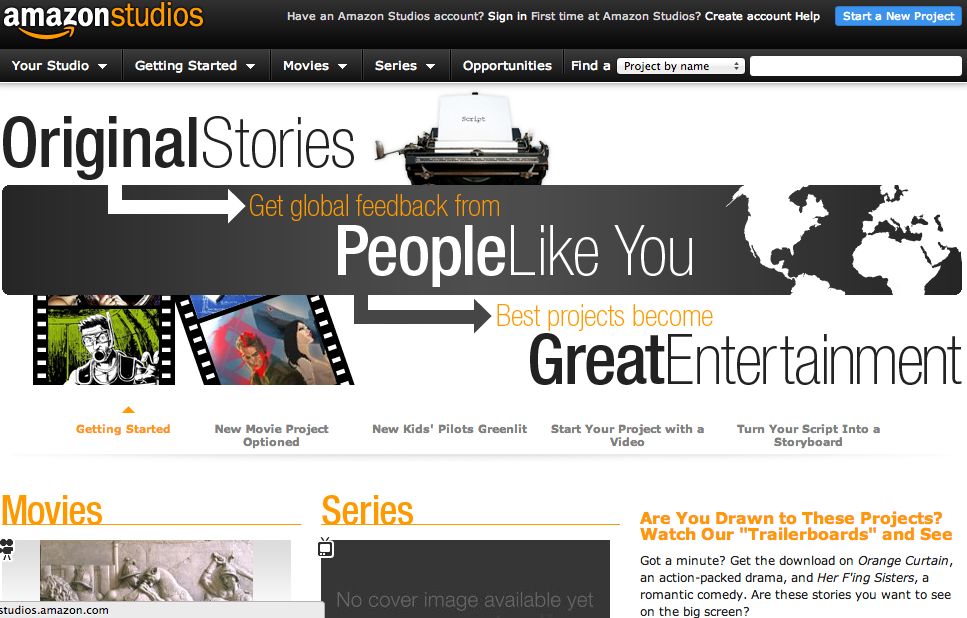 amazonstudios
Have an Amazon Studios account? Sign in First time at Amazon Studios? Create account Help
Start a New Project
Your Studio
Getting Started
Movies
Series
Opportunities
Find a
Project by name
Script
OriginalStories
Get global feedback from
PeopleLike You
Best projects become
GreatEntertainment
Getting Started
New Movie Project
Optioned
New Kids' Pilots Greenlit
Start Your Project with a
Video
Turn Your Script Into a
Storyboard
Movies
Series
No cover image available yet
Are You Drawn to These Projects?
Watch Our "Trailerboards" and See
Got a minute? Get the download on Orange Curtain,
an action-packed drama, and Her F'ing Sisters, a
romantic comedy. Are these stories you want to see
on the big screen?
studios.amazon.com